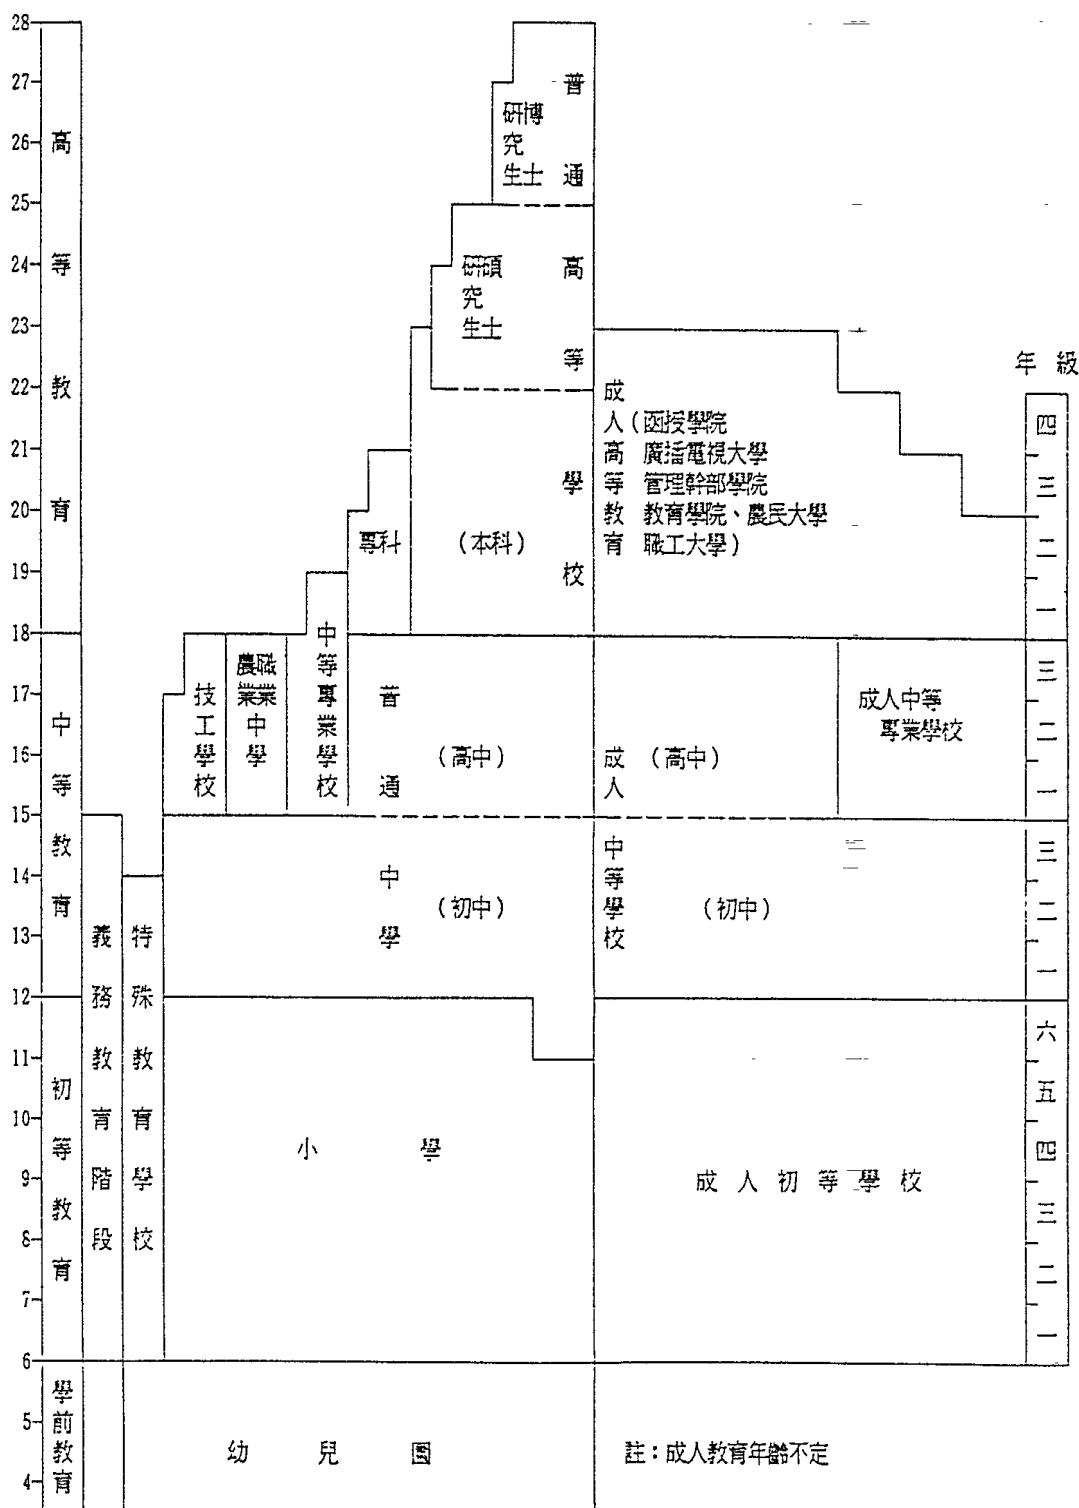 28
27
26
25
24
23
22
21
20
19
18
17
16
15
14
13
12
11
10
9
8
7
6
5
4
高等教育
中等教育
初等教育
學前教育
義務教育階段
特殊教育學校
博士研究生
碩士研究生
普通高等學校
(本科)
專科
中等專業學校
職業中學
農業中學
技工學校
普通中學
(高中)
(初中)
小學
幼兒園
成人高等教育
(函授學院
廣播電視大學
管理幹部學院
教育學院、農民大學
職工大學)
成人中等學校
(高中)
成人中等
專業學校
(初中)
成人初等學校
年級
四
三
二
一
三
二
一
三
二
一
六
五
四
三
二
一
註:成人教育年齡不定